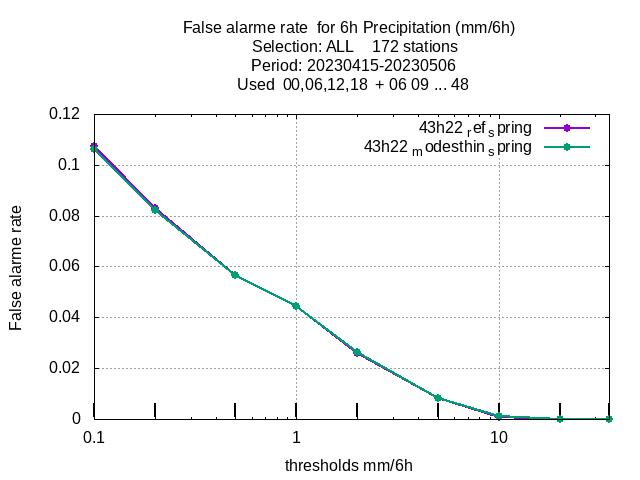 False alarme rate  for 6h Precipitation (mm/6h)
Selection: ALL    172 stations
Period: 20230415-20230506
Used  00,06,12,18  + 06 09 ... 48
0.12
43h22 ref spring
43h22 modesthin spring
0.1
0.08
0.06
0.04
0.02
0
False alarme rate
0.1 1 10
thresholds mm/6h